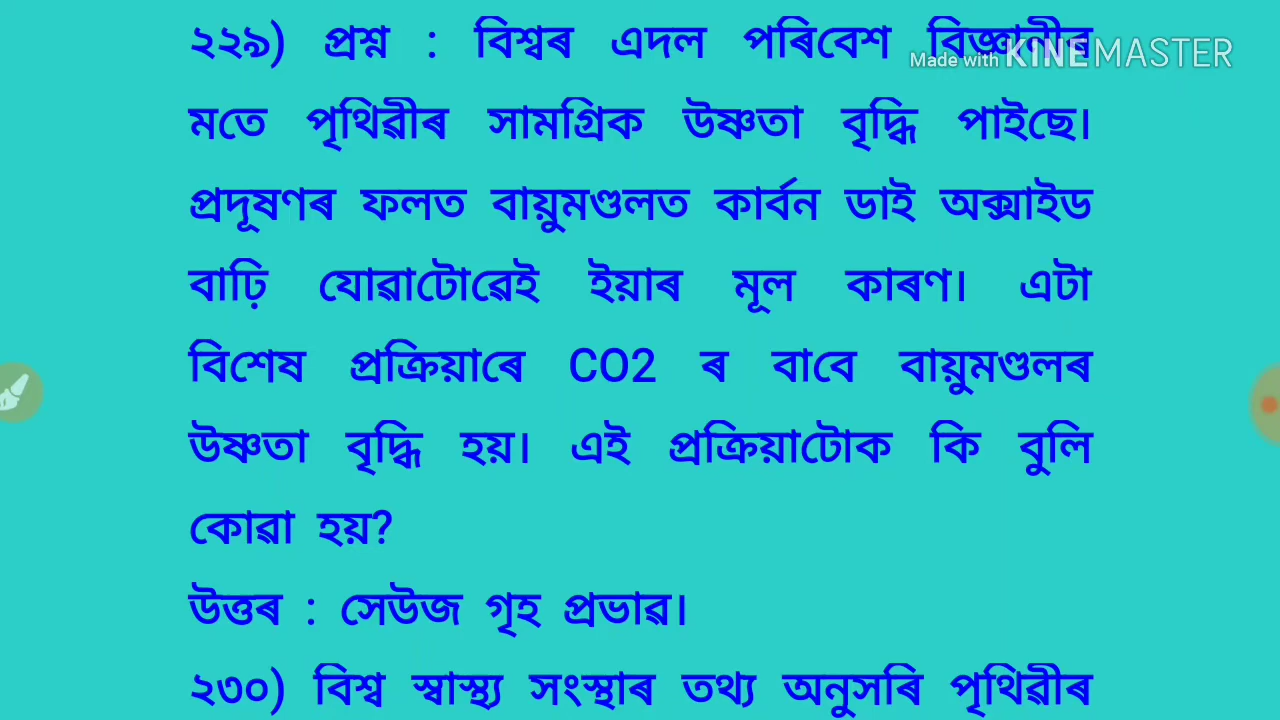 ২২৯) প্ৰশ্ন : বিশ্বৰ এদল পৰিবেশ বিজ্ঞানীৰ
Made with KINEMASTER
মতে পৃথিৱীৰ সামগ্ৰিক উষ্ণতা বৃদ্ধি পাইছে।
প্ৰদূষণৰ ফলত বায়ুমণ্ডলত কাৰ্বন ডাই অক্সাইড
বাঢ়ি যোৱাটোৱেই ইয়াৰ মূল কাৰণ। এটা
বিশেষ প্ৰক্ৰিয়াৰে CO2 ৰ বাবে বায়ুমণ্ডলৰ
উষ্ণতা বৃদ্ধি হয়। এই প্ৰক্ৰিয়াটোক কি বুলি
কোৱা হয়?
উত্তৰ : সেউজ গৃহ প্ৰভাৱ।
২৩০) বিশ্ব স্বাস্থ্য সংস্থাৰ তথ্য অনুসৰি পৃথিৱীৰ